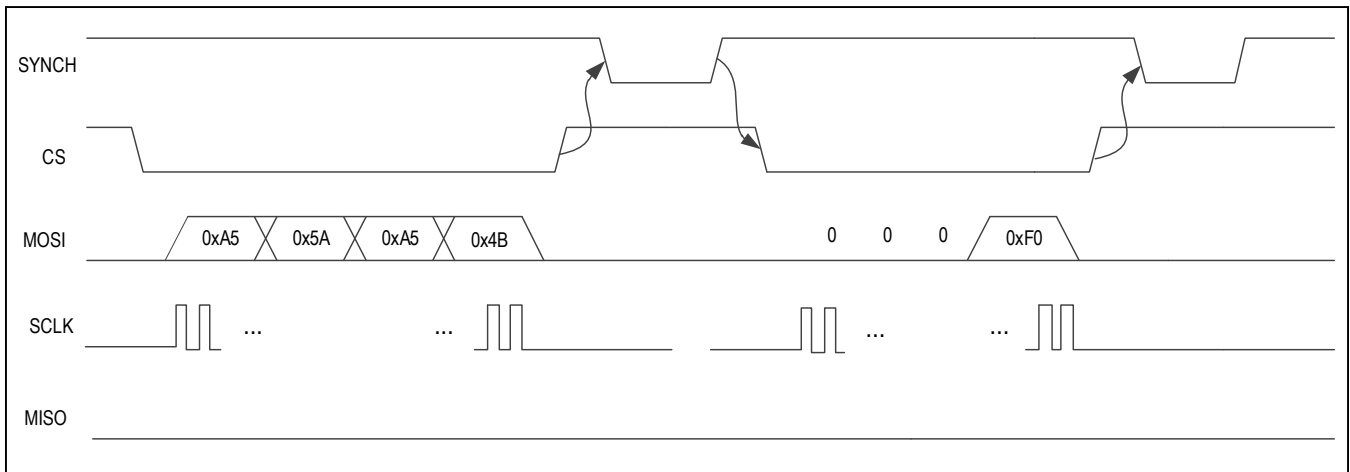 SYNCH
CS
MOSI 0xA5 0x5A 0xA5 0x4B 0 0 0 0xF0
SCLK ... ... ... ...
MISO